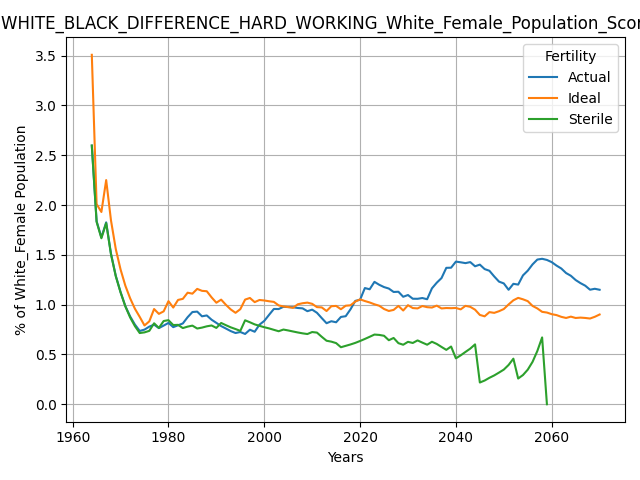 WHITE_BLACK_DIFFERENCE_HARD_WORKING_White_Female_Population_Scor
Fertility
Actual
Ideal
Sterile
% of White_Female Population
3.5
3.0
2.5
2.0
1.5
1.0
0.5
0.0
1960 1980 2000 2020 2040 2060
Years